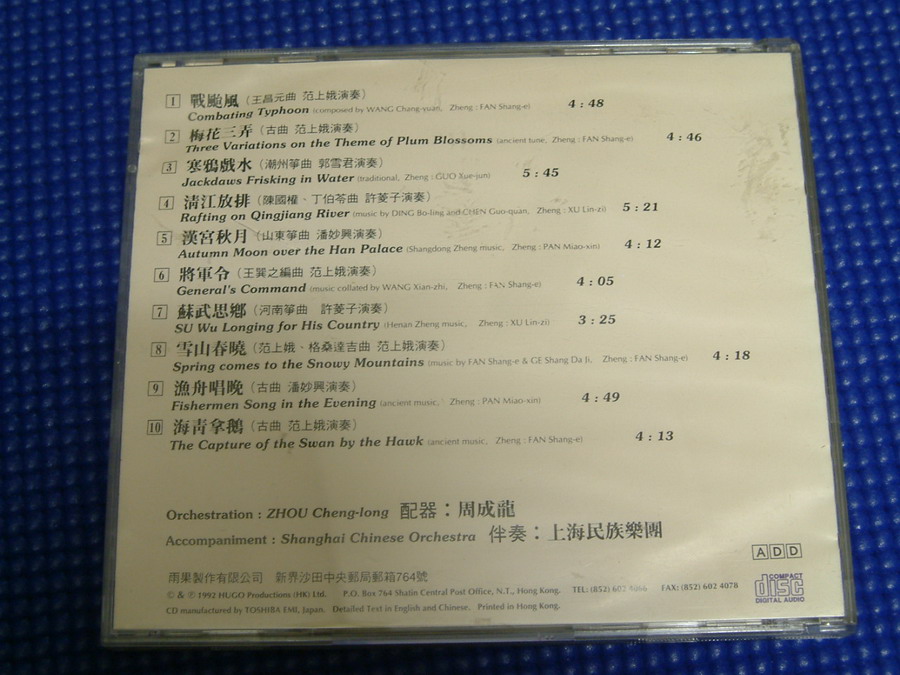 1 戰颱風（王昌元曲 范上娥演奏）
Combating Typhoon (composed by WANG Chang-yuan, Zheng : FAN Shang-e) 4 : 48
2 梅花三弄（古曲 范上娥演奏）
Three Variations on the Theme of Plum Blossoms (ancient tune, Zheng : FAN Shang-e) 4 : 46
3 寒鴉戲水（潮州箏曲 郭雪君演奏）
Jackdaws Frisking in Water (traditional, Zheng : GUO Xue-jun) 5 : 45
4 清江放排（陳國權、丁伯苓曲 許菱子演奏）
Rafting on Qingjiang River (music by DING Bo-ling and CHEN Guo-quan, Zheng : XU Lin-zi) 5 : 21
5 漢宮秋月（山東箏曲 潘妙興演奏）
Autumn Moon over the Han Palace (Shangdong Zheng music, Zheng : PAN Miao-xin) 4 : 12
6 將軍令（王巽之編曲 范上娥演奏）
General's Command (music collated by WANG Xian-zhi, Zheng : FAN Shang-e) 4 : 05
7 蘇武思鄉（河南箏曲 許菱子演奏）
SU Wu Longing for His Country (Henan Zheng music, Zheng : XU Lin-zi) 3 : 25
8 雪山春曉（范上娥、格桑達吉曲 范上娥演奏）
Spring comes to the Snowy Mountains (music by FAN Shang-e & GE Shang Da Ji, Zheng : FAN Shang-e) 4 : 18
9 漁舟唱晚（古曲 潘妙興演奏）
Fishermen Song in the Evening (ancient music, Zheng : PAN Miao-xin) 4 : 49
10 海青拿鵝（古曲 范上娥演奏）
The Capture of the Swan by the Hawk (ancient music, Zheng : FAN Shang-e) 4 : 13
Orchestration : ZHOU Cheng-long 配器：周成龍
Accompaniment : Shanghai Chinese Orchestra 伴奏：上海民族樂團
ADD
雨果製作有限公司 新界沙田中央郵局郵箱764號
© & ℗ 1992 HUGO Productions (HK) Ltd. P.O. Box 764 Shatin Central Post Office, N.T., Hong Kong. TEL: (852) 602 4066 FAX: (852) 602 4078
CD manufactured by TOSHIBA EMI, Japan. Detailed Text in English and Chinese. Printed in Hong Kong.
COMPACT
disc
DIGITAL AUDIO